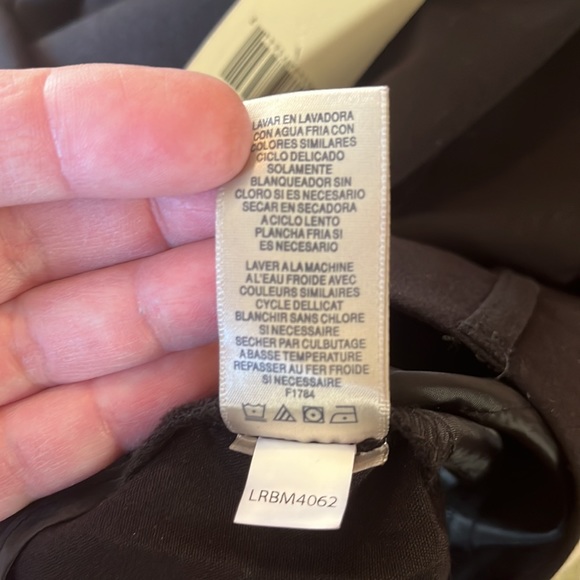 LAVAR EN LAVADORA
CON AGUA FRIA CON
COLORES SIMILARES
CICLO DELICADO
SOLAMENTE
BLANQUEADOR SIN
CLORO SI ES NECESARIO
SECAR EN SECADORA
A CICLO LENTO
PLANCHA FRIA SI
ES NECESARIO
LAVER A LA MACHINE
A L'EAU FROIDE AVEC
COULEURS SIMILAIRES
CYCLE DELLICAT
BLANCHIR SANS CHLORE
SI NECESSAIRE
SECHER PAR CULBUTAGE
A BASSE TEMPERATURE
REPASSER AU FER FROIDE
SI NECESSAIRE
F1784
LRBM4062